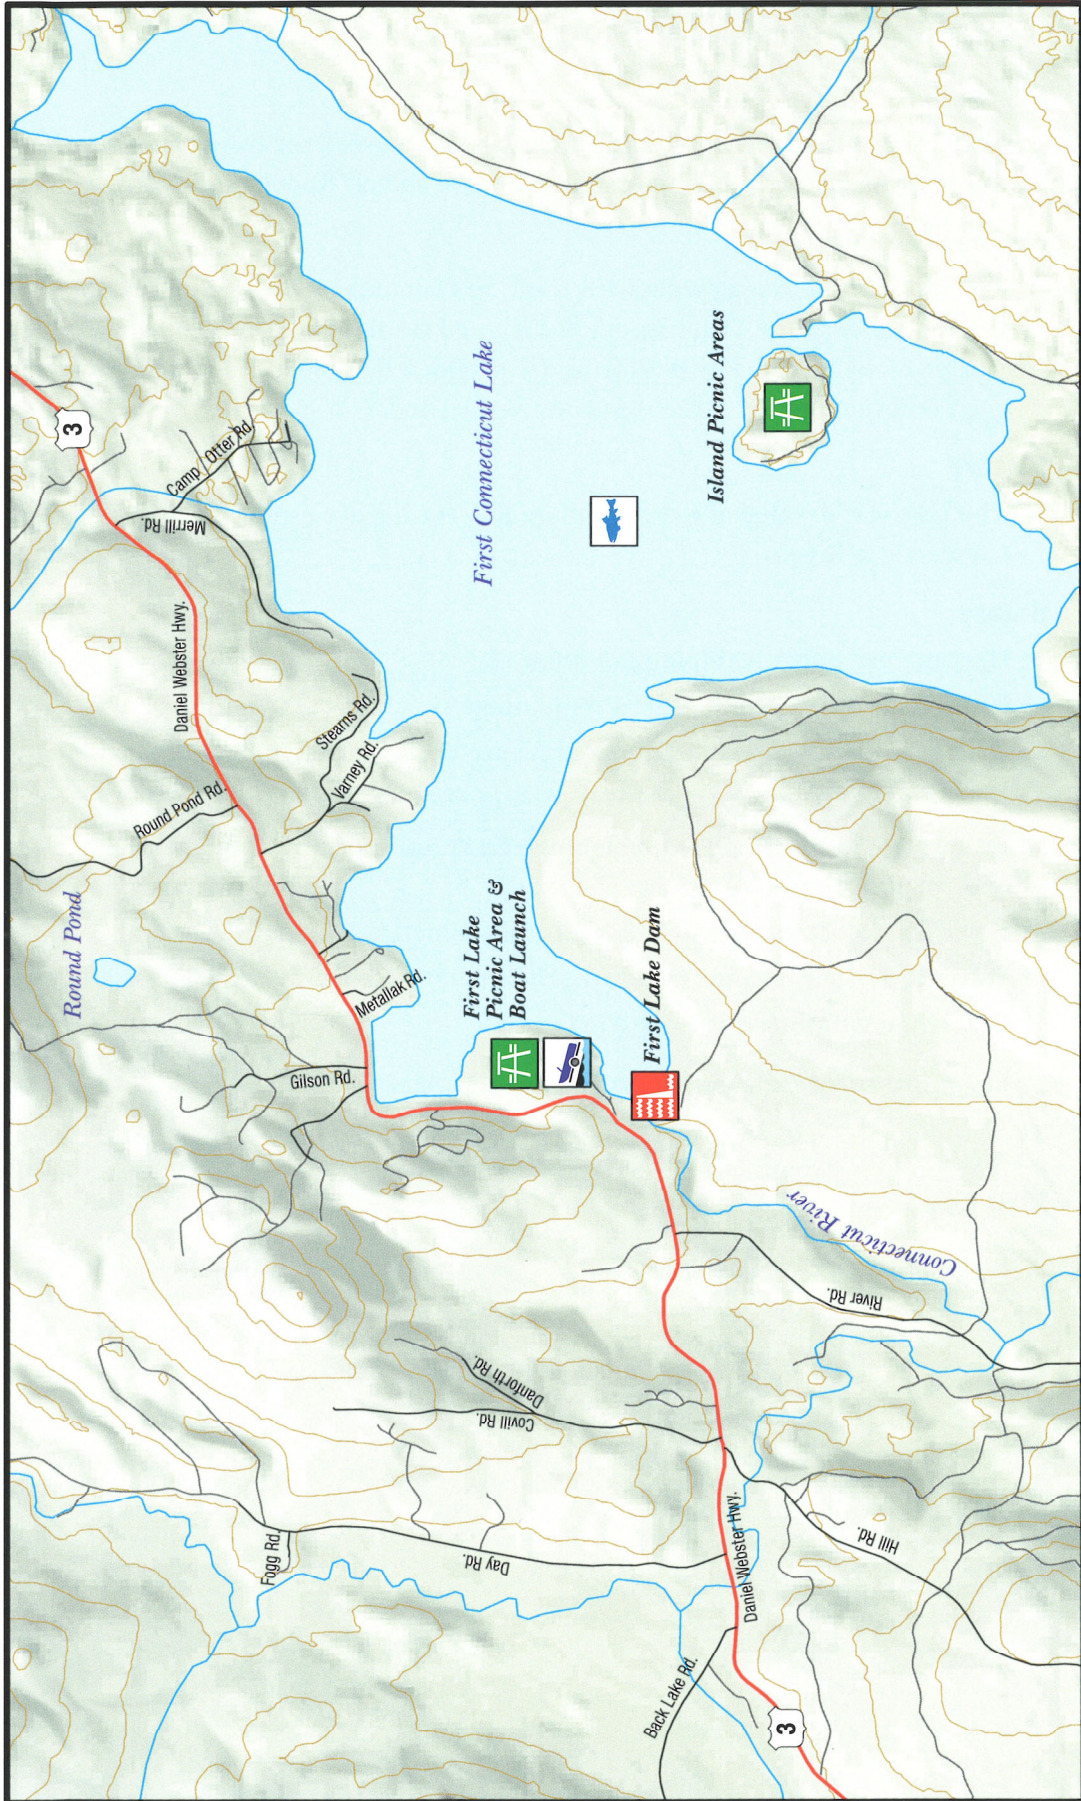 3
Camp Otter Rd.
Merrill Rd.
Daniel Webster Hwy.
Stearns Rd.
Varney Rd.
Round Pond Rd.
Round Pond
Metallak Rd.
Gilson Rd.
First Connecticut Lake
Island Picnic Areas
First Lake
Picnic Area &
Boat Launch
First Lake Dam
Connecticut River
River Rd.
Danforth Rd.
Covill Rd.
Fogg Rd.
Day Rd.
Hill Rd.
Daniel Webster Hwy.
Back Lake Rd.
3